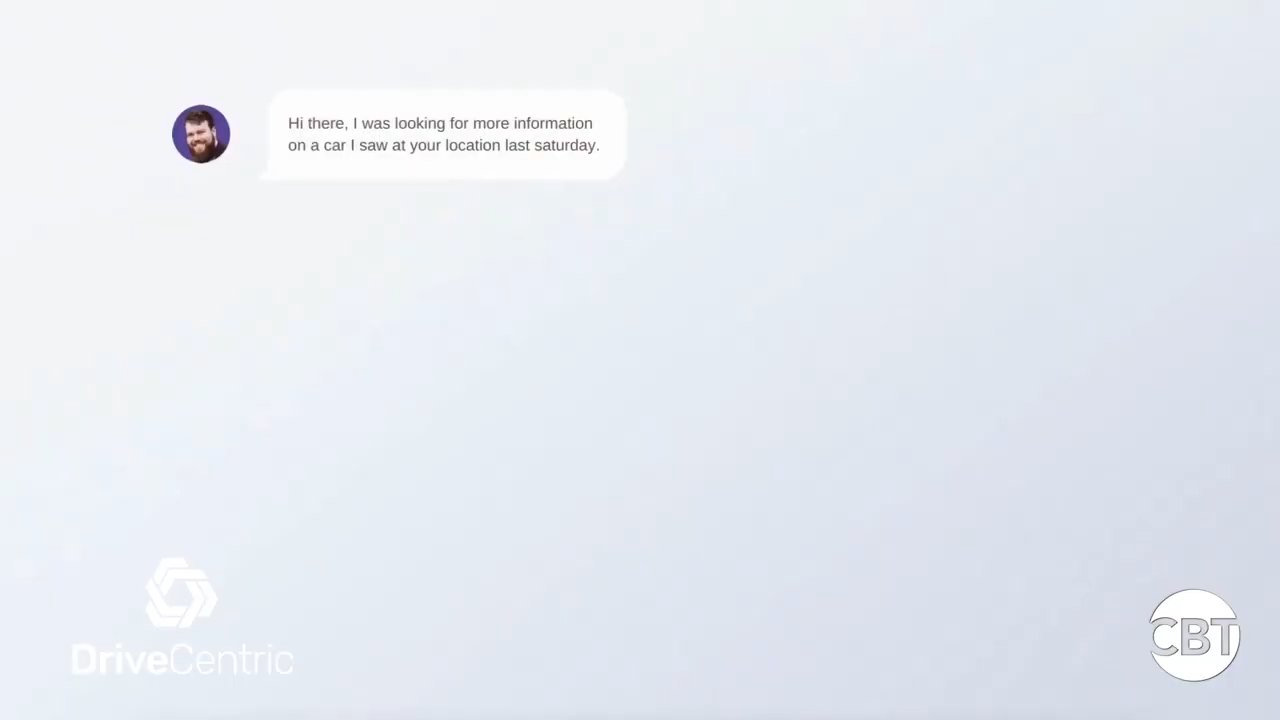 Hi there, I was looking for more information
on a car I saw at your location last saturday.
DriveCentric
CBT